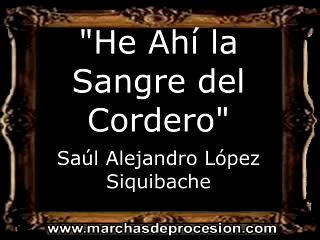 "He Ahí la
Sangre del
Cordero"
Saúl Alejandro López
Siquibache
www.marchasdeprocesion.com